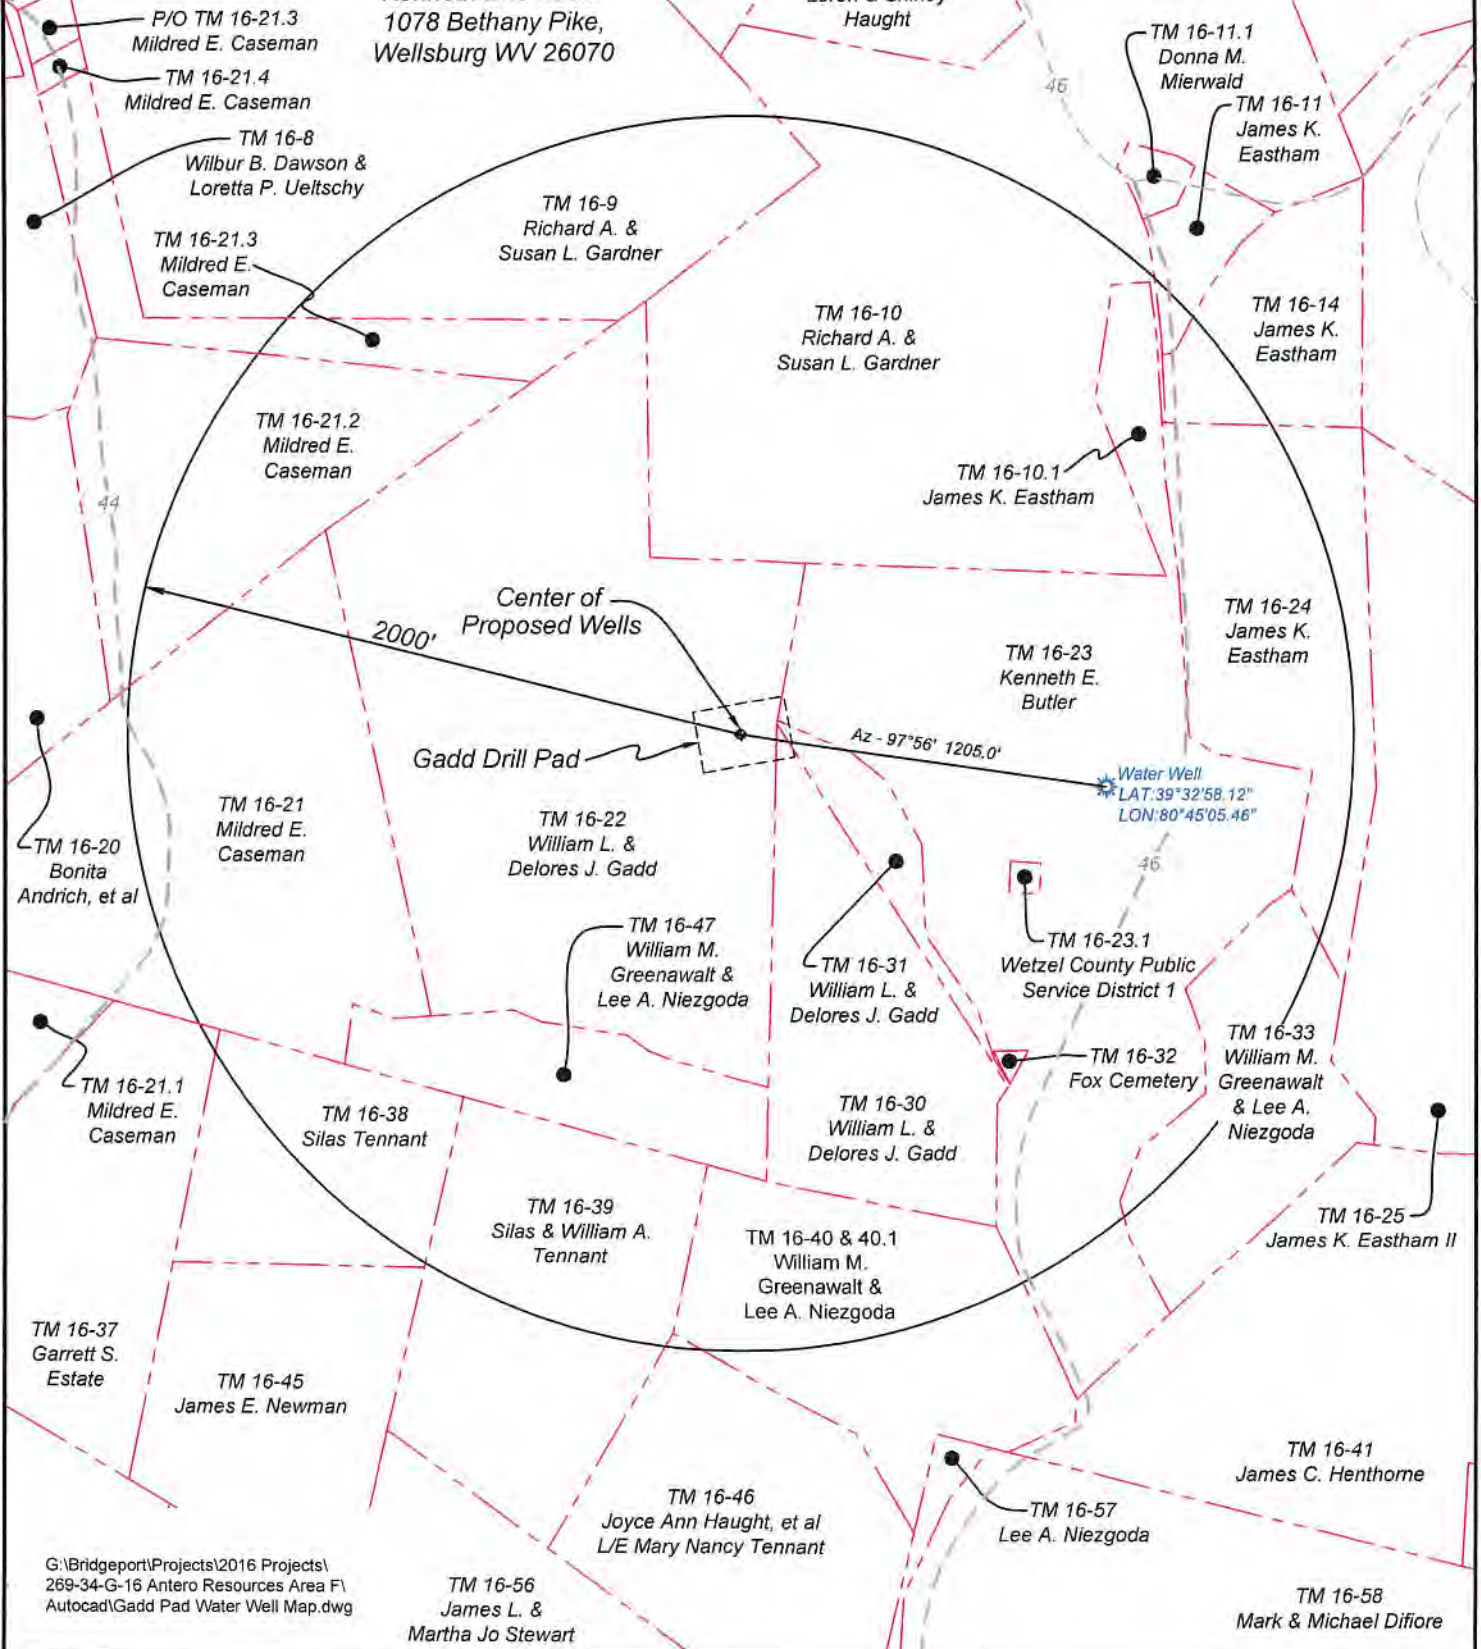 P/O TM 16-21.3
Mildred E. Caseman
1078 Bethany Pike,
Wellsburg WV 26070
Haught
TM 16-11.1
Donna M.
Mierwald
46
TM 16-21.4
Mildred E. Caseman
TM 16-11
James K.
Eastham
TM 16-8
Wilbur B. Dawson &
Loretta P. Ueltschy
TM 16-9
Richard A. &
Susan L. Gardner
TM 16-21.3
Mildred E.
Caseman
TM 16-10
Richard A. &
Susan L. Gardner
TM 16-14
James K.
Eastham
TM 16-21.2
Mildred E.
Caseman
TM 16-10.1
James K. Eastham
44
Center of
Proposed Wells
2000'
TM 16-24
James K.
Eastham
TM 16-23
Kenneth E.
Butler
Gadd Drill Pad
Az - 97°56' 1205.0'
Water Well
LAT:39°32'58.12"
LON:80°45'05.46"
TM 16-21
Mildred E.
Caseman
TM 16-22
William L. &
Delores J. Gadd
TM 16-20
Bonita
Andrich, et al
46
TM 16-47
William M.
Greenawalt &
Lee A. Niezgoda
TM 16-31
William L. &
Delores J. Gadd
TM 16-23.1
Wetzel County Public
Service District 1
TM 16-33
William M.
Greenawalt
& Lee A.
Niezgoda
TM 16-32
Fox Cemetery
TM 16-21.1
Mildred E.
Caseman
TM 16-38
Silas Tennant
TM 16-30
William L. &
Delores J. Gadd
TM 16-39
Silas & William A.
Tennant
TM 16-40 & 40.1
William M.
Greenawalt &
Lee A. Niezgoda
TM 16-25
James K. Eastham II
TM 16-37
Garrett S.
Estate
TM 16-45
James E. Newman
TM 16-41
James C. Henthorne
TM 16-46
Joyce Ann Haught, et al
L/E Mary Nancy Tennant
TM 16-57
Lee A. Niezgoda
G:\Bridgeport\Projects\2016 Projects\
269-34-G-16 Antero Resources Area F\
Autocad\Gadd Pad Water Well Map.dwg
TM 16-56
James L. &
Martha Jo Stewart
TM 16-58
Mark & Michael Difiore